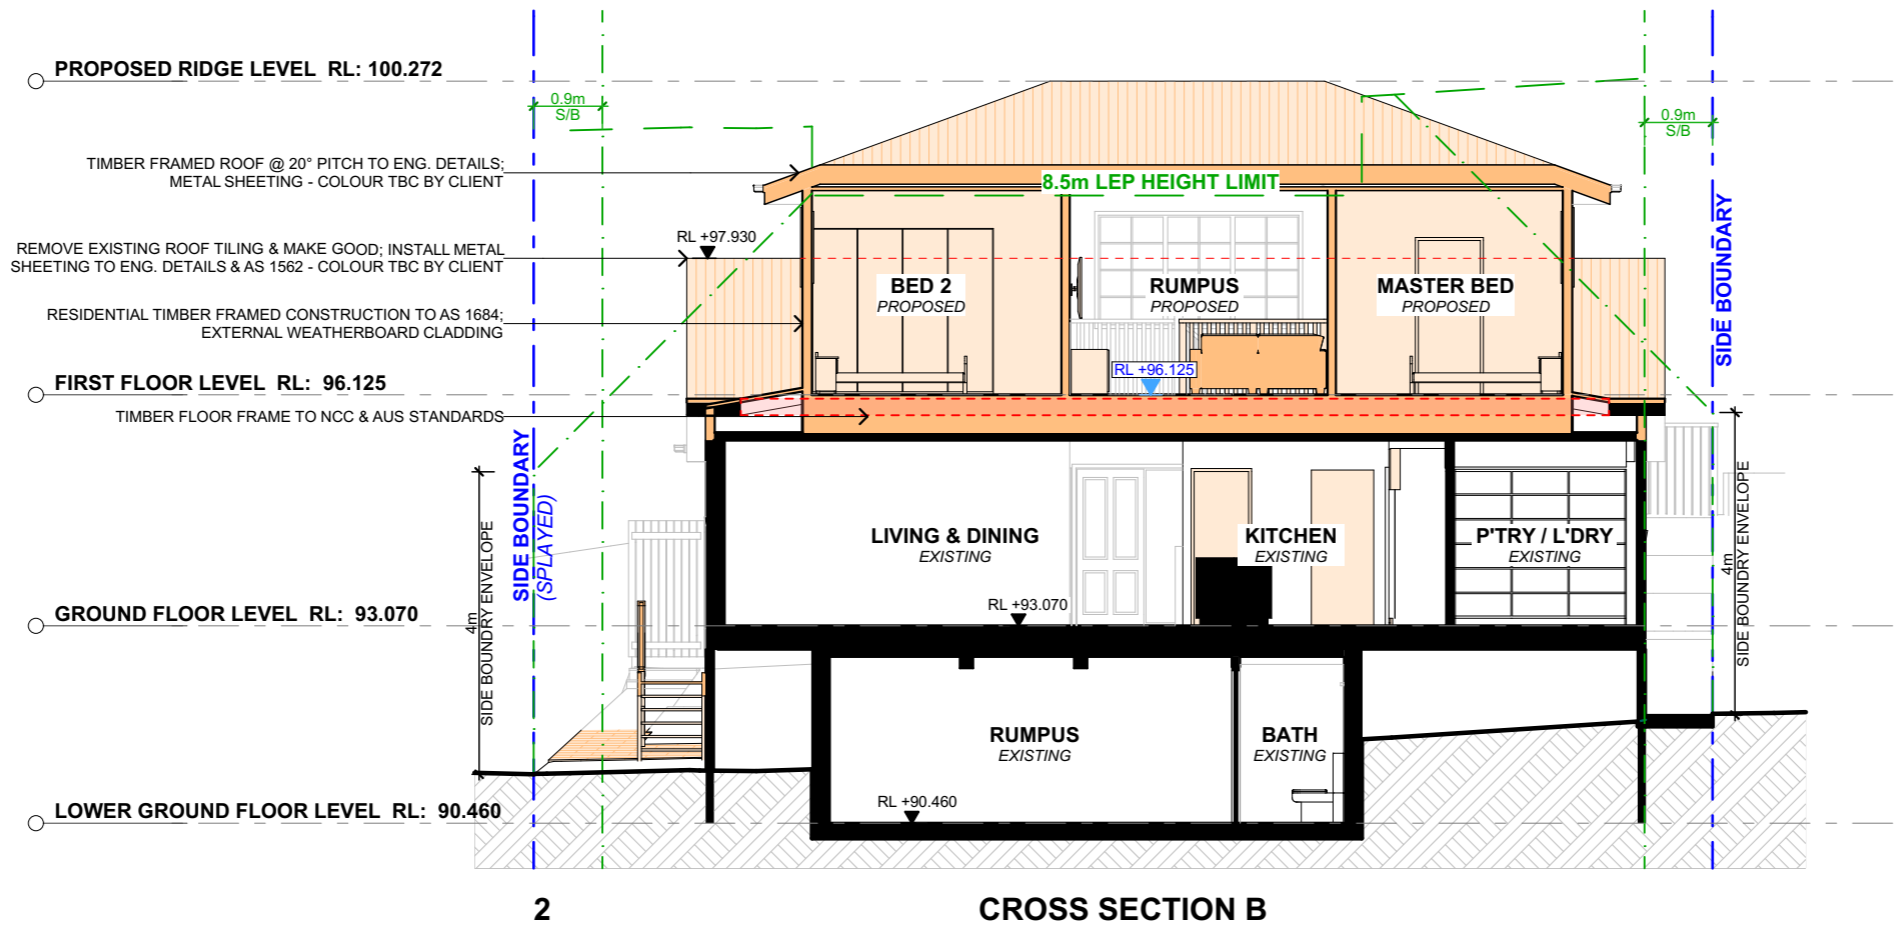 PROPOSED RIDGE LEVEL RL: 100.272
0.9m
S/B
0.9m
S/B
TIMBER FRAMED ROOF @ 20° PITCH TO ENG. DETAILS;
METAL SHEETING - COLOUR TBC BY CLIENT
8.5m LEP HEIGHT LIMIT
RL +97.930
REMOVE EXISTING ROOF TILING & MAKE GOOD; INSTALL METAL
SHEETING TO ENG. DETAILS & AS 1562 - COLOUR TBC BY CLIENT
BED 2
PROPOSED
RUMPUS
PROPOSED
MASTER BED
PROPOSED
SIDE BOUNDARY
RESIDENTIAL TIMBER FRAMED CONSTRUCTION TO AS 1684;
EXTERNAL WEATHERBOARD CLADDING
RL +96.125
FIRST FLOOR LEVEL RL: 96.125
TIMBER FLOOR FRAME TO NCC & AUS STANDARDS
SIDE BOUNDARY
(SPLAYED)
LIVING & DINING
EXISTING
KITCHEN
EXISTING
P'TRY / L'DRY
EXISTING
4m
SIDE BOUNDRY ENVELOPE
RL +93.070
GROUND FLOOR LEVEL RL: 93.070
4m
SIDE BOUNDRY ENVELOPE
RUMPUS
EXISTING
BATH
EXISTING
RL +90.460
LOWER GROUND FLOOR LEVEL RL: 90.460
2
CROSS SECTION B